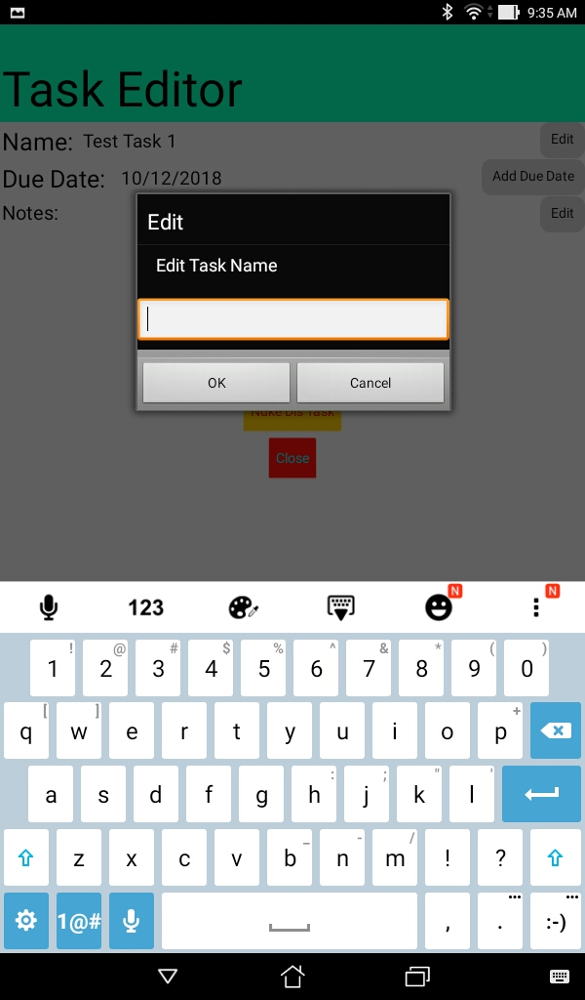 9:35 AM
Task Editor
Name: Test Task 1 Edit
Due Date: 10/12/2018 Add Due Date
Notes: Edit
Edit
Edit Task Name
OK Cancel
Nuke Dis Task
Close
123 N N
! @ # $ % ^ & * ( )
1 2 3 4 5 6 7 8 9 0
[ ] +
q w e r t y u i o p
: ; " '
a s d f g h j k l
_ - /
z x c v b n m ! ?
1@# , . :-)